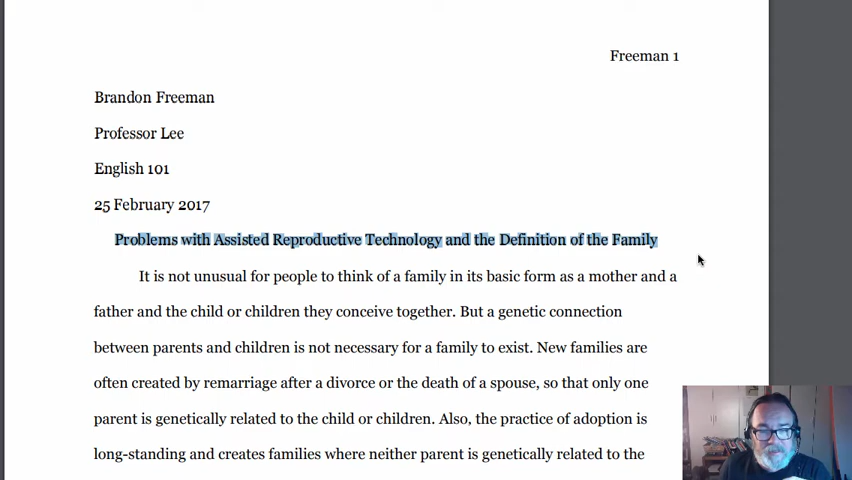 Freeman 1
Brandon Freeman
Professor Lee
English 101
25 February 2017
Problems with Assisted Reproductive Technology and the Definition of the Family
It is not unusual for people to think of a family in its basic form as a mother and a
father and the child or children they conceive together. But a genetic connection
between parents and children is not necessary for a family to exist. New families are
often created by remarriage after a divorce or the death of a spouse, so that only one
parent is genetically related to the child or children. Also, the practice of adoption is
long-standing and creates families where neither parent is genetically related to the